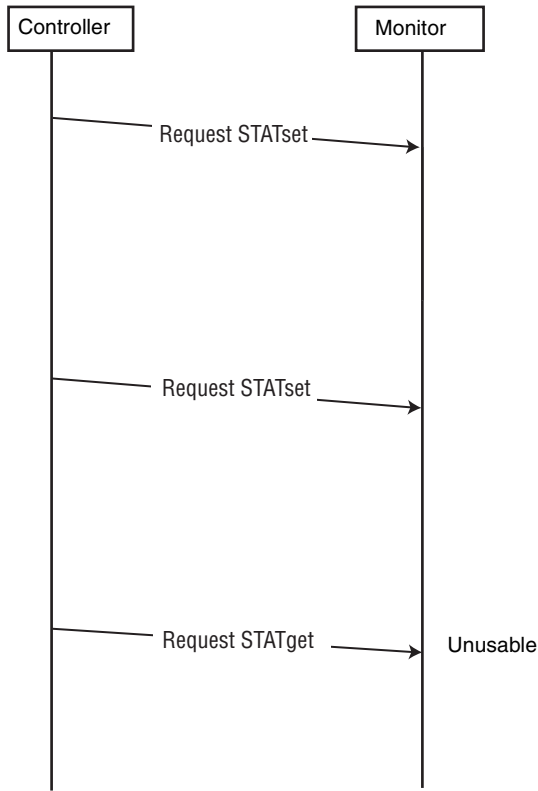 Controller
Monitor
Request STATset
Request STATset
Request STATget
Unusable